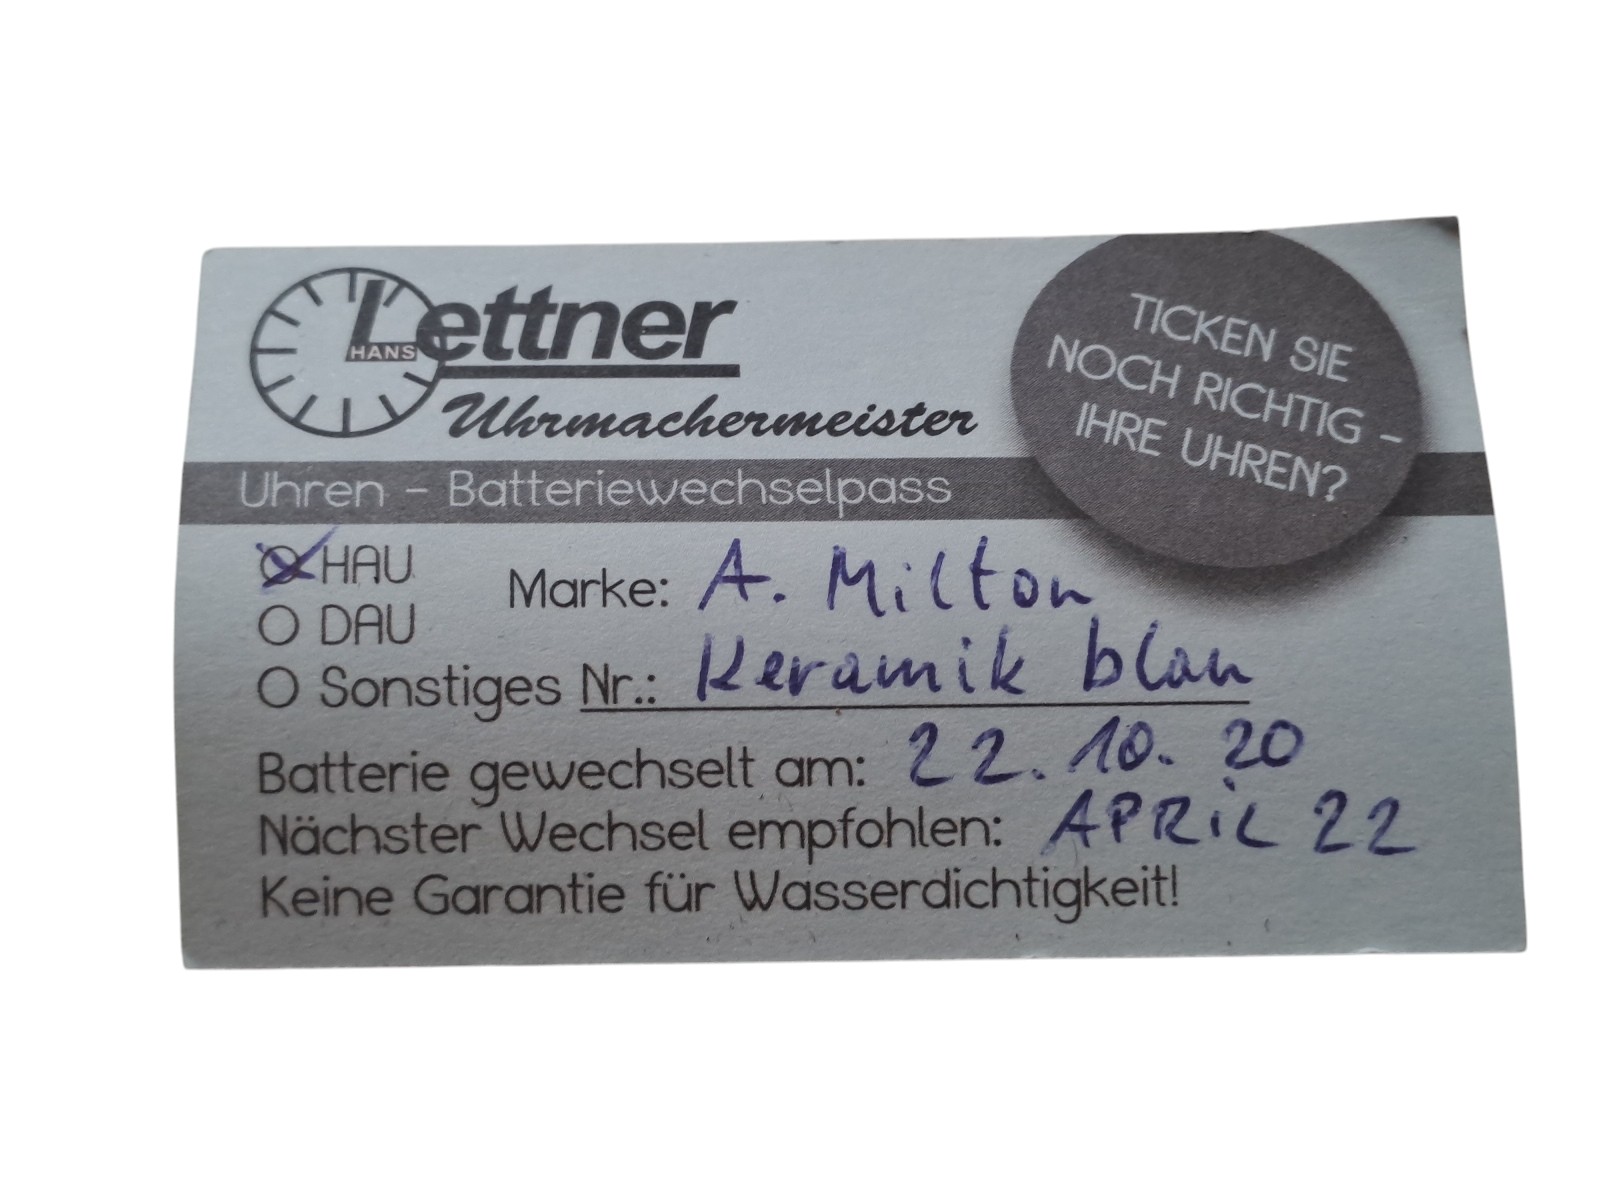 Lettner
HANS
Uhrmachermeister
TICKEN SIE
NOCH RICHTIG –
IHRE UHREN?
Uhren – Batteriewechselpass
HAU
Marke: A. Milton
DAU
Sonstiges Nr.: Keramik blau
Batterie gewechselt am: 22.10.20
Nächster Wechsel empfohlen: APRiL 22
Keine Garantie für Wasserdichtigkeit!